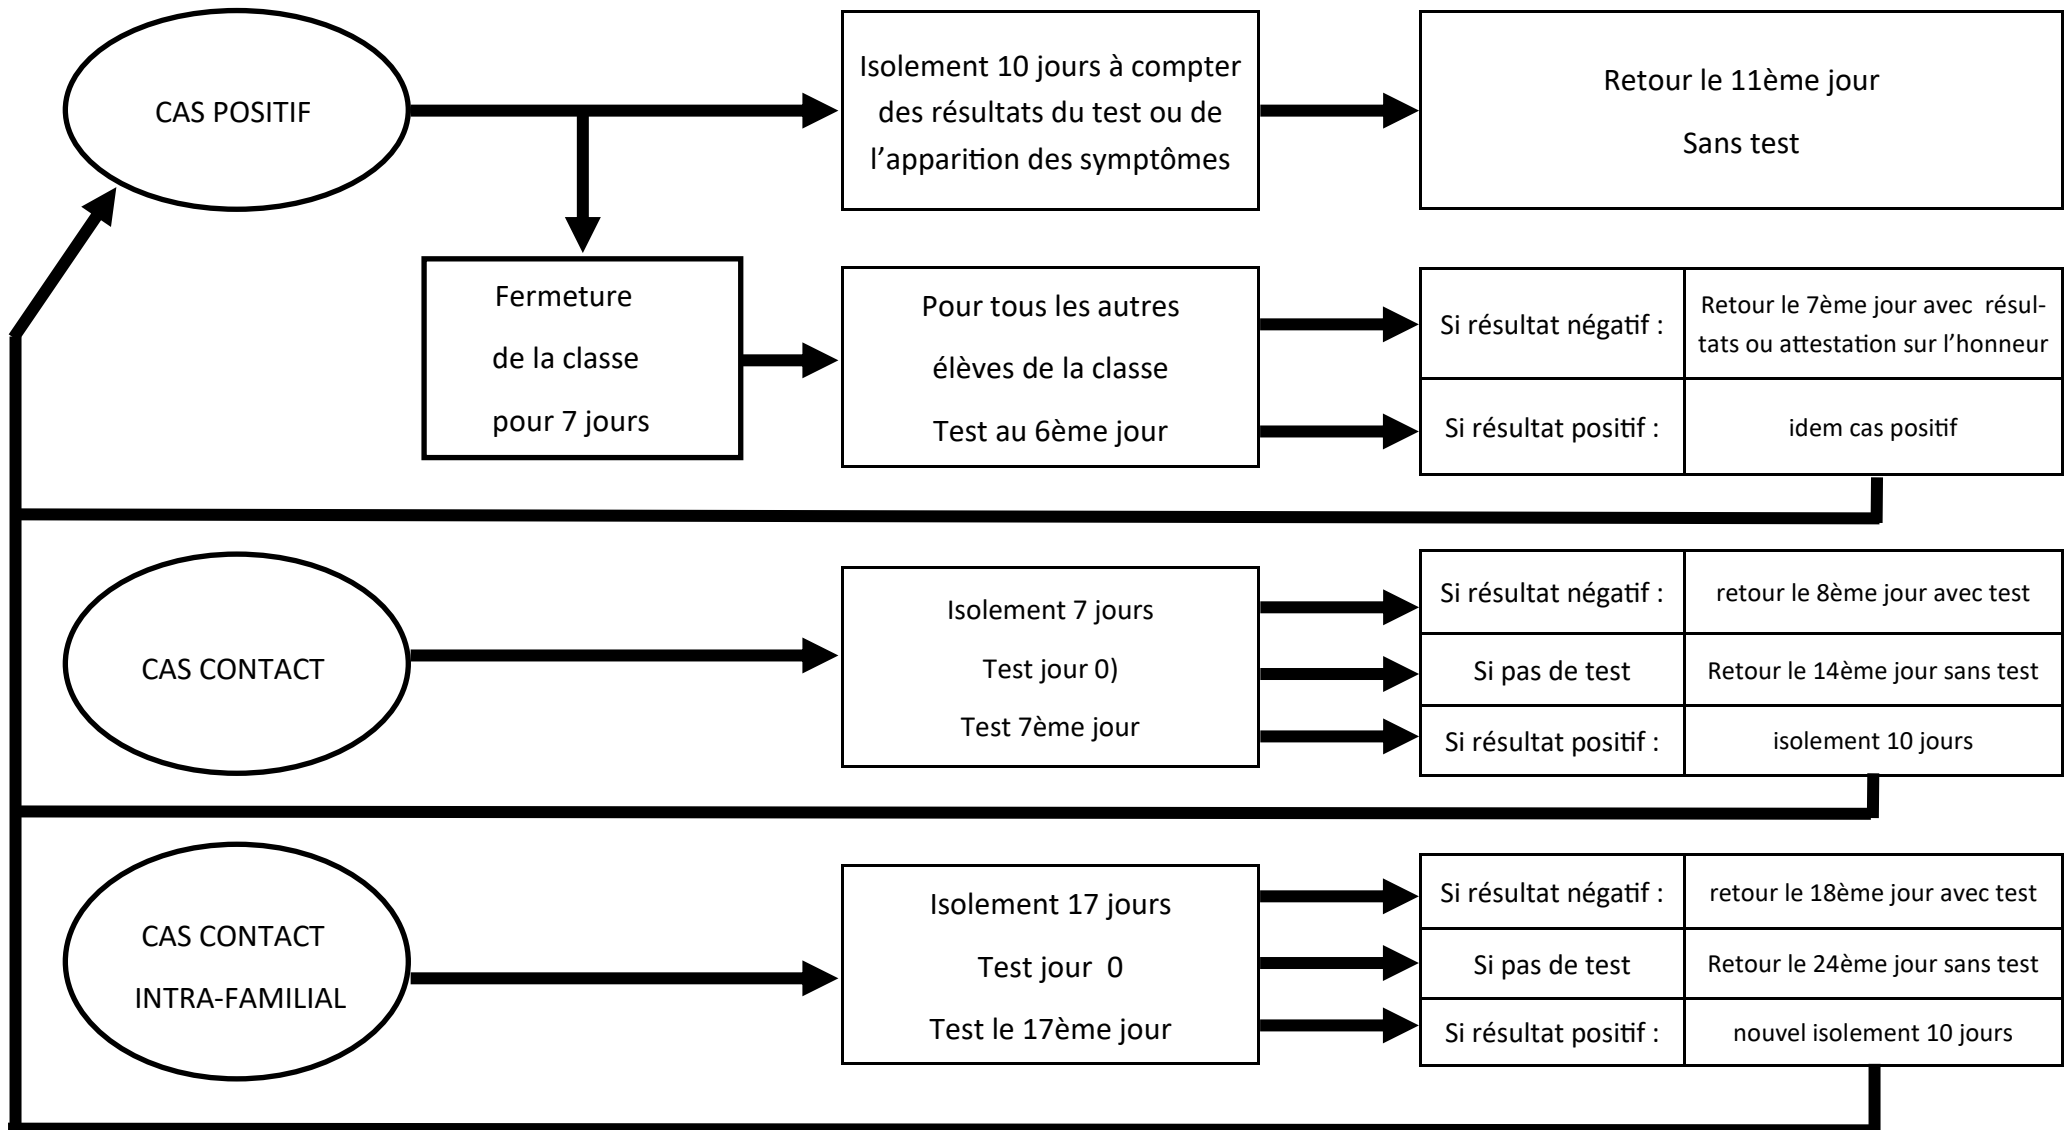 CAS POSITIF
Isolement 10 jours à compter
des résultats du test ou de
l’apparition des symptômes
Retour le 11ème jour
Sans test
Fermeture
de la classe
pour 7 jours
Pour tous les autres
élèves de la classe
Test au 6ème jour
Si résultat négatif :
Retour le 7ème jour avec résul-
tats ou attestation sur l’honneur
Si résultat positif :
idem cas positif
CAS CONTACT
Isolement 7 jours
Test jour 0)
Test 7ème jour
Si résultat négatif :
retour le 8ème jour avec test
Si pas de test
Retour le 14ème jour sans test
Si résultat positif :
isolement 10 jours
CAS CONTACT
INTRA-FAMILIAL
Isolement 17 jours
Test jour 0
Test le 17ème jour
Si résultat négatif :
retour le 18ème jour avec test
Si pas de test
Retour le 24ème jour sans test
Si résultat positif :
nouvel isolement 10 jours